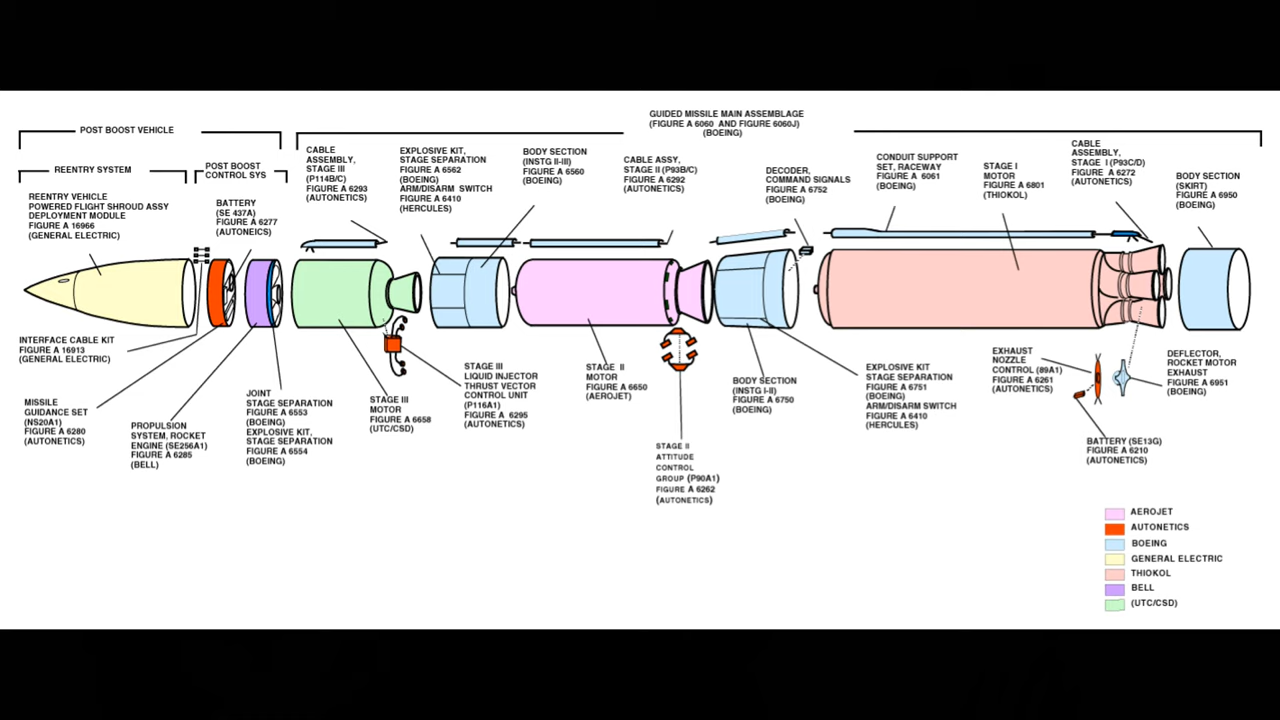 GUIDED MISSILE MAIN ASSEMBLAGE
(FIGURE A 6060 AND FIGURE 6060J)
(BOEING)
POST BOOST VEHICLE
REENTRY SYSTEM
POST BOOST
CONTROL SYS
REENTRY VEHICLE
POWERED FLIGHT SHROUD ASSY
DEPLOYMENT MODULE
FIGURE A 16966
(GENERAL ELECTRIC)
BATTERY
(SE 437A)
FIGURE A 6277
(AUTONEICS)
CABLE
ASSEMBLY,
STAGE III
(P114B/C)
FIGURE A 6293
(AUTONETICS)
EXPLOSIVE KIT,
STAGE SEPARATION
FIGURE A 6562
(BOEING)
ARM/DISARM SWITCH
FIGURE A 6410
(HERCULES)
BODY SECTION
(INSTG II-III)
FIGURE A 6560
(BOEING)
CABLE ASSY,
STAGE II (P93B/C)
FIGURE A 6292
(AUTONETICS)
DECODER,
COMMAND SIGNALS
FIGURE A 6752
(BOEING)
CONDUIT SUPPORT
SET, RACEWAY
FIGURE A 6061
(BOEING)
STAGE I
MOTOR
FIGURE A 6801
(THIOKOL)
CABLE
ASSEMBLY,
STAGE I (P93C/D)
FIGURE A 6272
(AUTONETICS)
BODY SECTION
(SKIRT)
FIGURE A 6950
(BOEING)
INTERFACE CABLE KIT
FIGURE A 16913
(GENERAL ELECTRIC)
MISSILE
GUIDANCE SET
(NS20A1)
FIGURE A 6280
(AUTONETICS)
PROPULSION
SYSTEM, ROCKET
ENGINE (SE256A1)
FIGURE A 6285
(BELL)
JOINT
STAGE SEPARATION
FIGURE A 6553
(BOEING)
EXPLOSIVE KIT,
STAGE SEPARATION
FIGURE A 6554
(BOEING)
STAGE III
MOTOR
FIGURE A 6658
(UTC/CSD)
STAGE III
LIQUID INJECTOR
THRUST VECTOR
CONTROL UNIT
(P116A1)
FIGURE A 6295
(AUTONETICS)
STAGE II
MOTOR
FIGURE A 6650
(AEROJET)
STAGE II
ATTITUDE
CONTROL
GROUP (P90A1)
FIGURE A 6262
(AUTONETICS)
BODY SECTION
(INSTG I-II)
FIGURE A 6750
(BOEING)
EXPLOSIVE KIT
STAGE SEPARATION
FIGURE A 6751
(BOEING)
ARM/DISARM SWITCH
FIGURE A 6410
(HERCULES)
EXHAUST
NOZZLE
CONTROL (89A1)
FIGURE A 6261
(AUTONETICS)
DEFLECTOR,
ROCKET MOTOR
EXHAUST
FIGURE A 6951
(BOEING)
BATTERY (SE13G)
FIGURE A 6210
(AUTONETICS)
AEROJET
AUTONETICS
BOEING
GENERAL ELECTRIC
THIOKOL
BELL
(UTC/CSD)